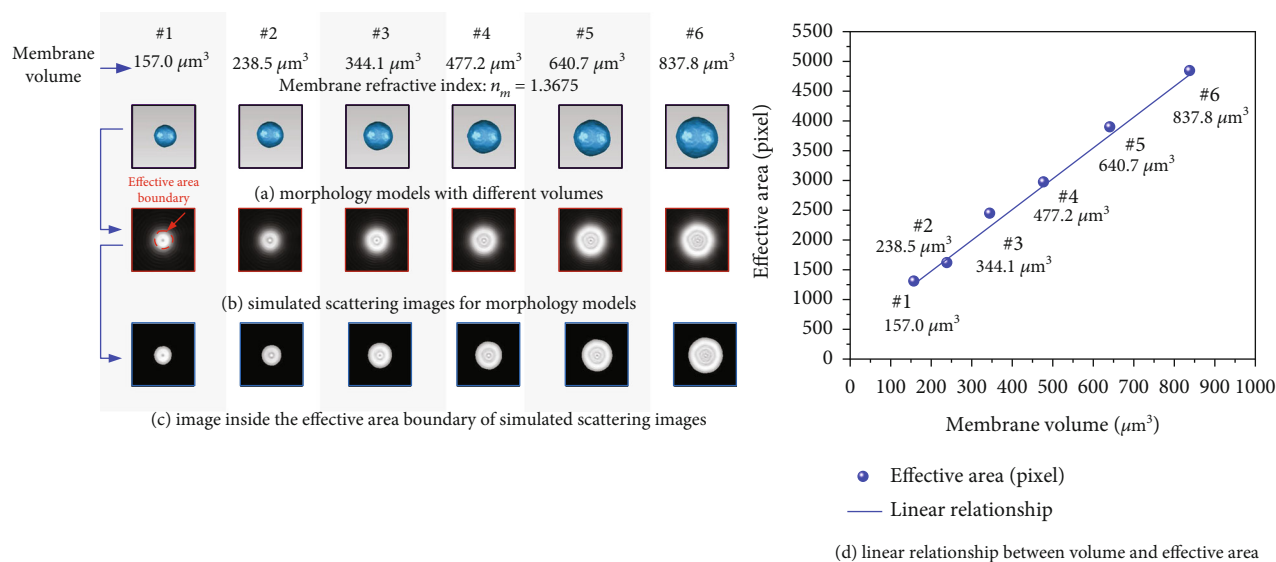 #1 #2 #3 #4 #5 #6
Membrane volume
157.0 μm³ 238.5 μm³ 344.1 μm³ 477.2 μm³ 640.7 μm³ 837.8 μm³
Membrane refractive index: nₘ = 1.3675
(a) morphology models with different volumes
Effective area
boundary
(b) simulated scattering images for morphology models
(c) image inside the effective area boundary of simulated scattering images
Effective area (pixel)
5500
5000
4500
4000
3500
3000
2500
2000
1500
1000
500
0
#1
157.0 μm³
#2
238.5 μm³
#3
344.1 μm³
#4
477.2 μm³
#5
640.7 μm³
#6
837.8 μm³
0 100 200 300 400 500 600 700 800 900 1000
Membrane volume (μm³)
Effective area (pixel)
Linear relationship
(d) linear relationship between volume and effective area